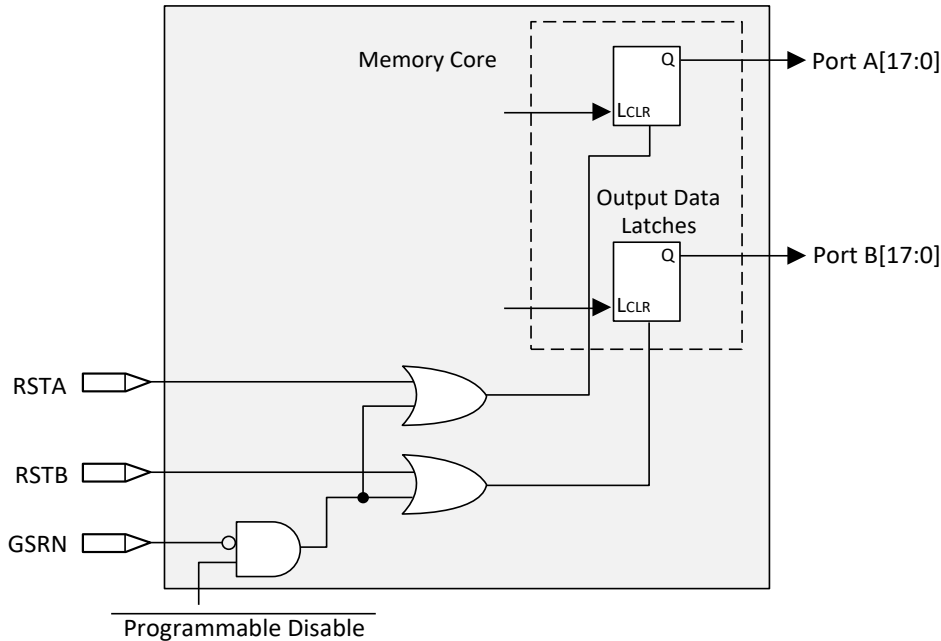 Memory Core
Q
Port A[17:0]
LCLR
Output Data
Latches
Q
Port B[17:0]
LCLR
RSTA
RSTB
GSRN
Programmable Disable